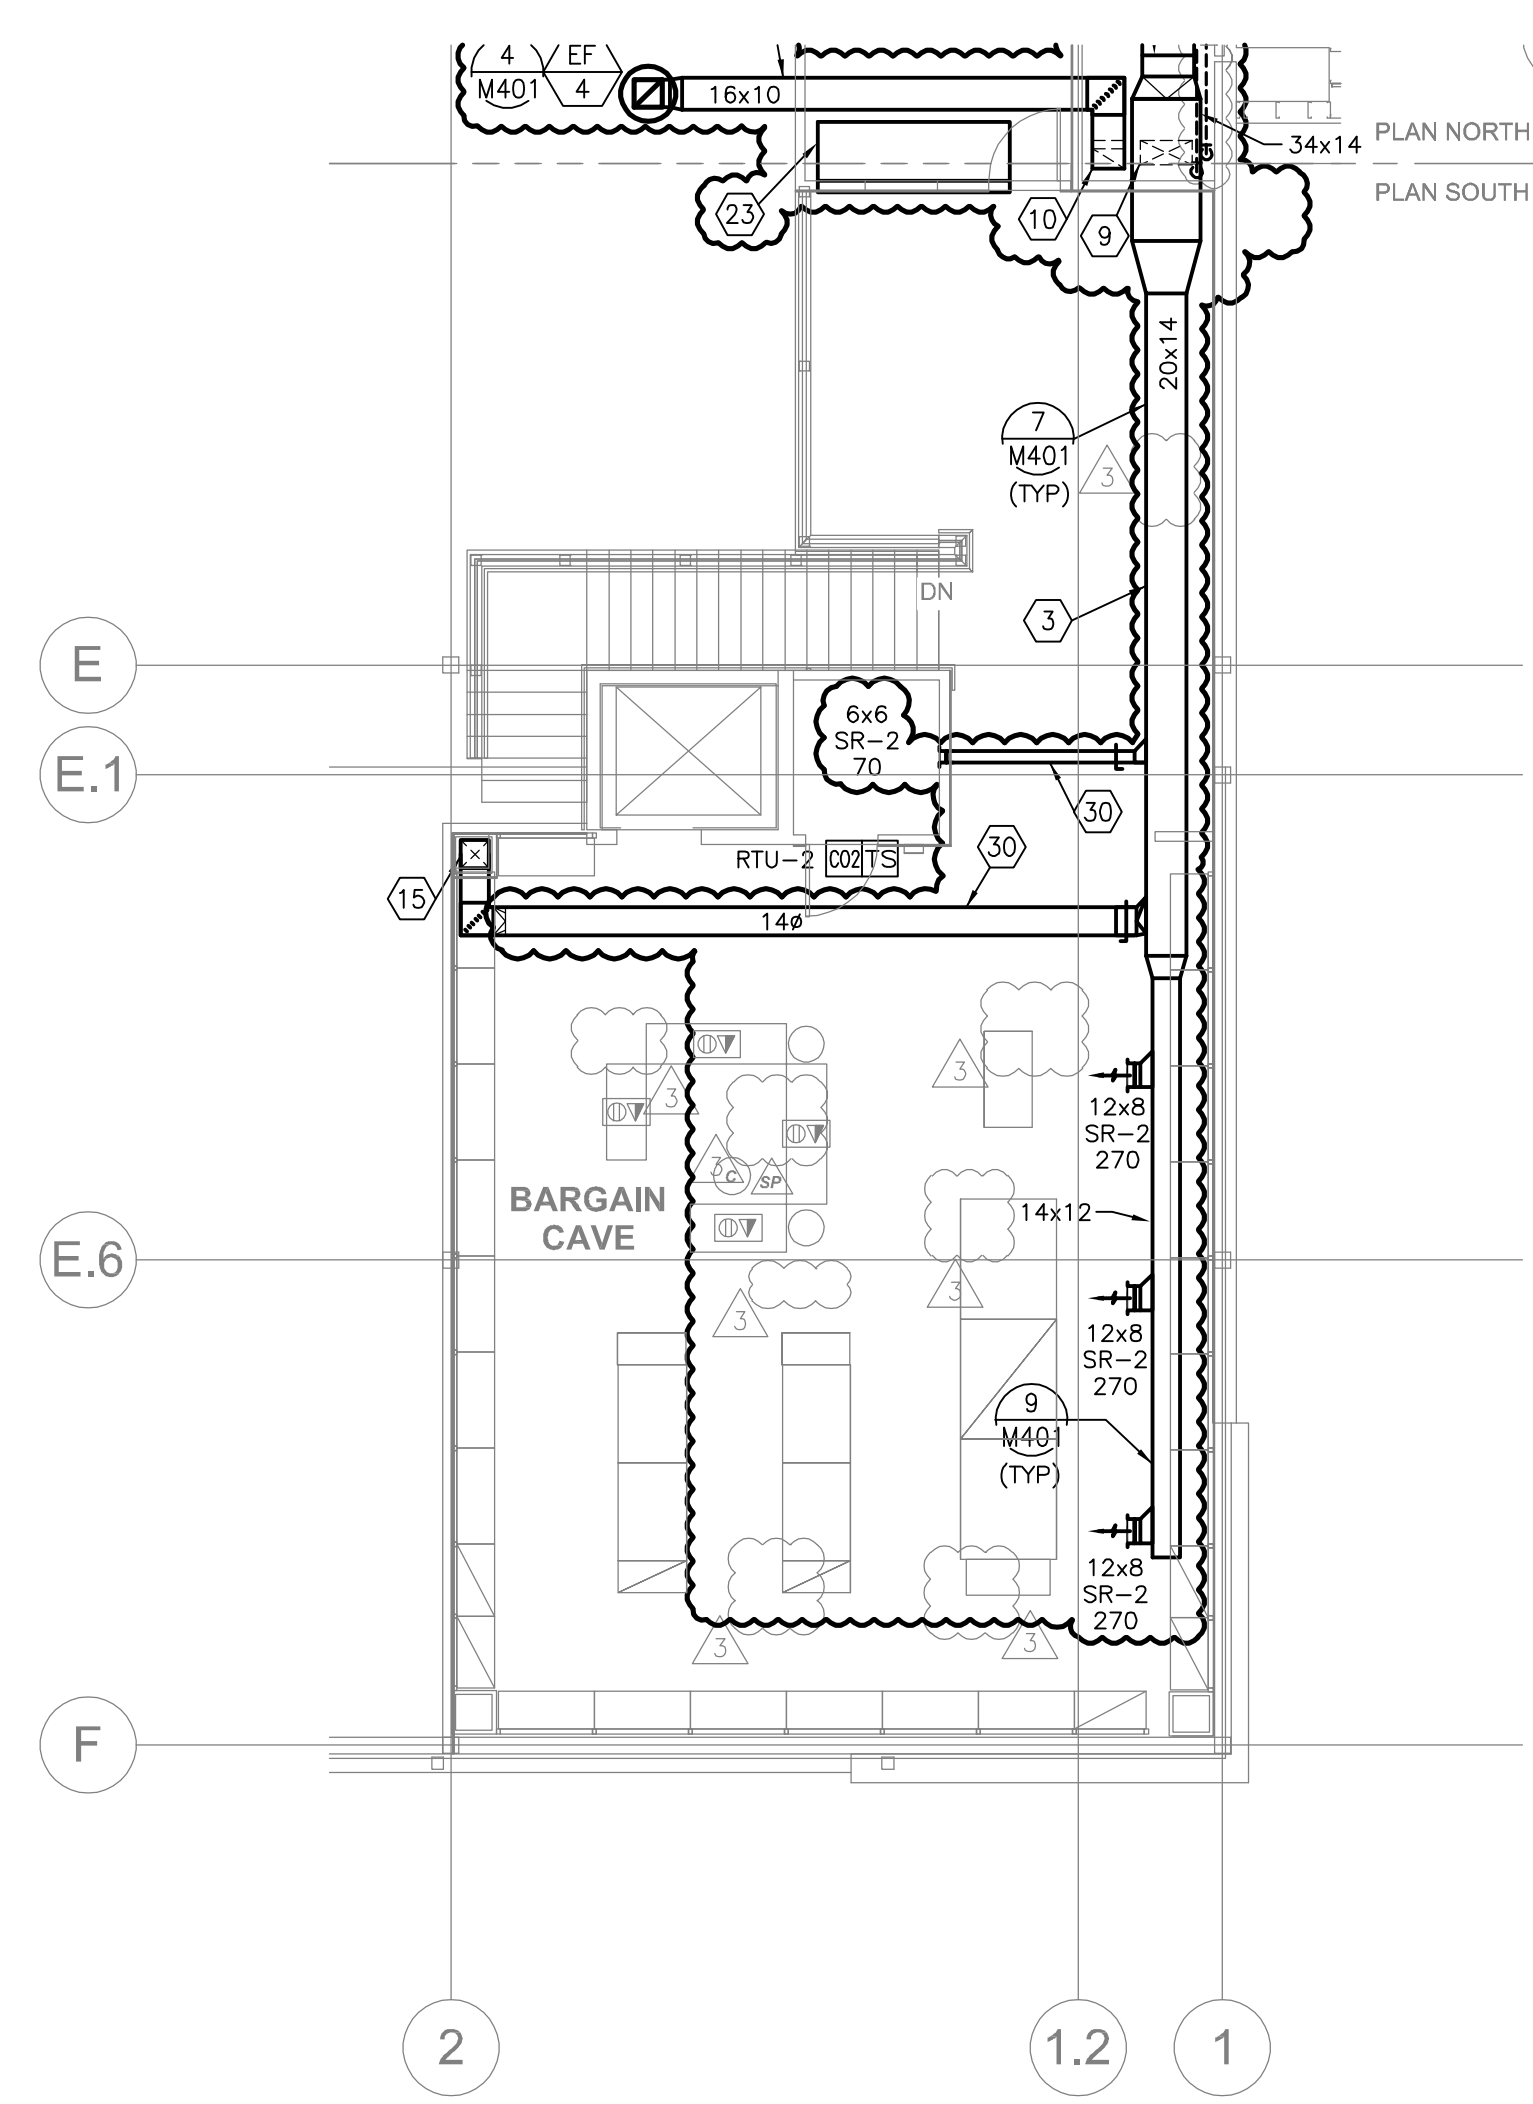 4
M401
EF
4
16x10
34x14
PLAN NORTH
PLAN SOUTH
23
10
9
20x14
7
M401
(TYP)
3
DN
3
E
6x6
SR-2
70
E.1
30
RTU-2
CO2
TS
30
15
14ø
3
3
12x8
SR-2
270
3
C
SP
BARGAIN
CAVE
14x12
E.6
3
3
12x8
SR-2
270
9
M401
(TYP)
12x8
SR-2
270
3
3
F
2
1.2
1